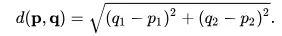 d(p, q) = √((q₁ − p₁)² + (q₂ − p₂)²).